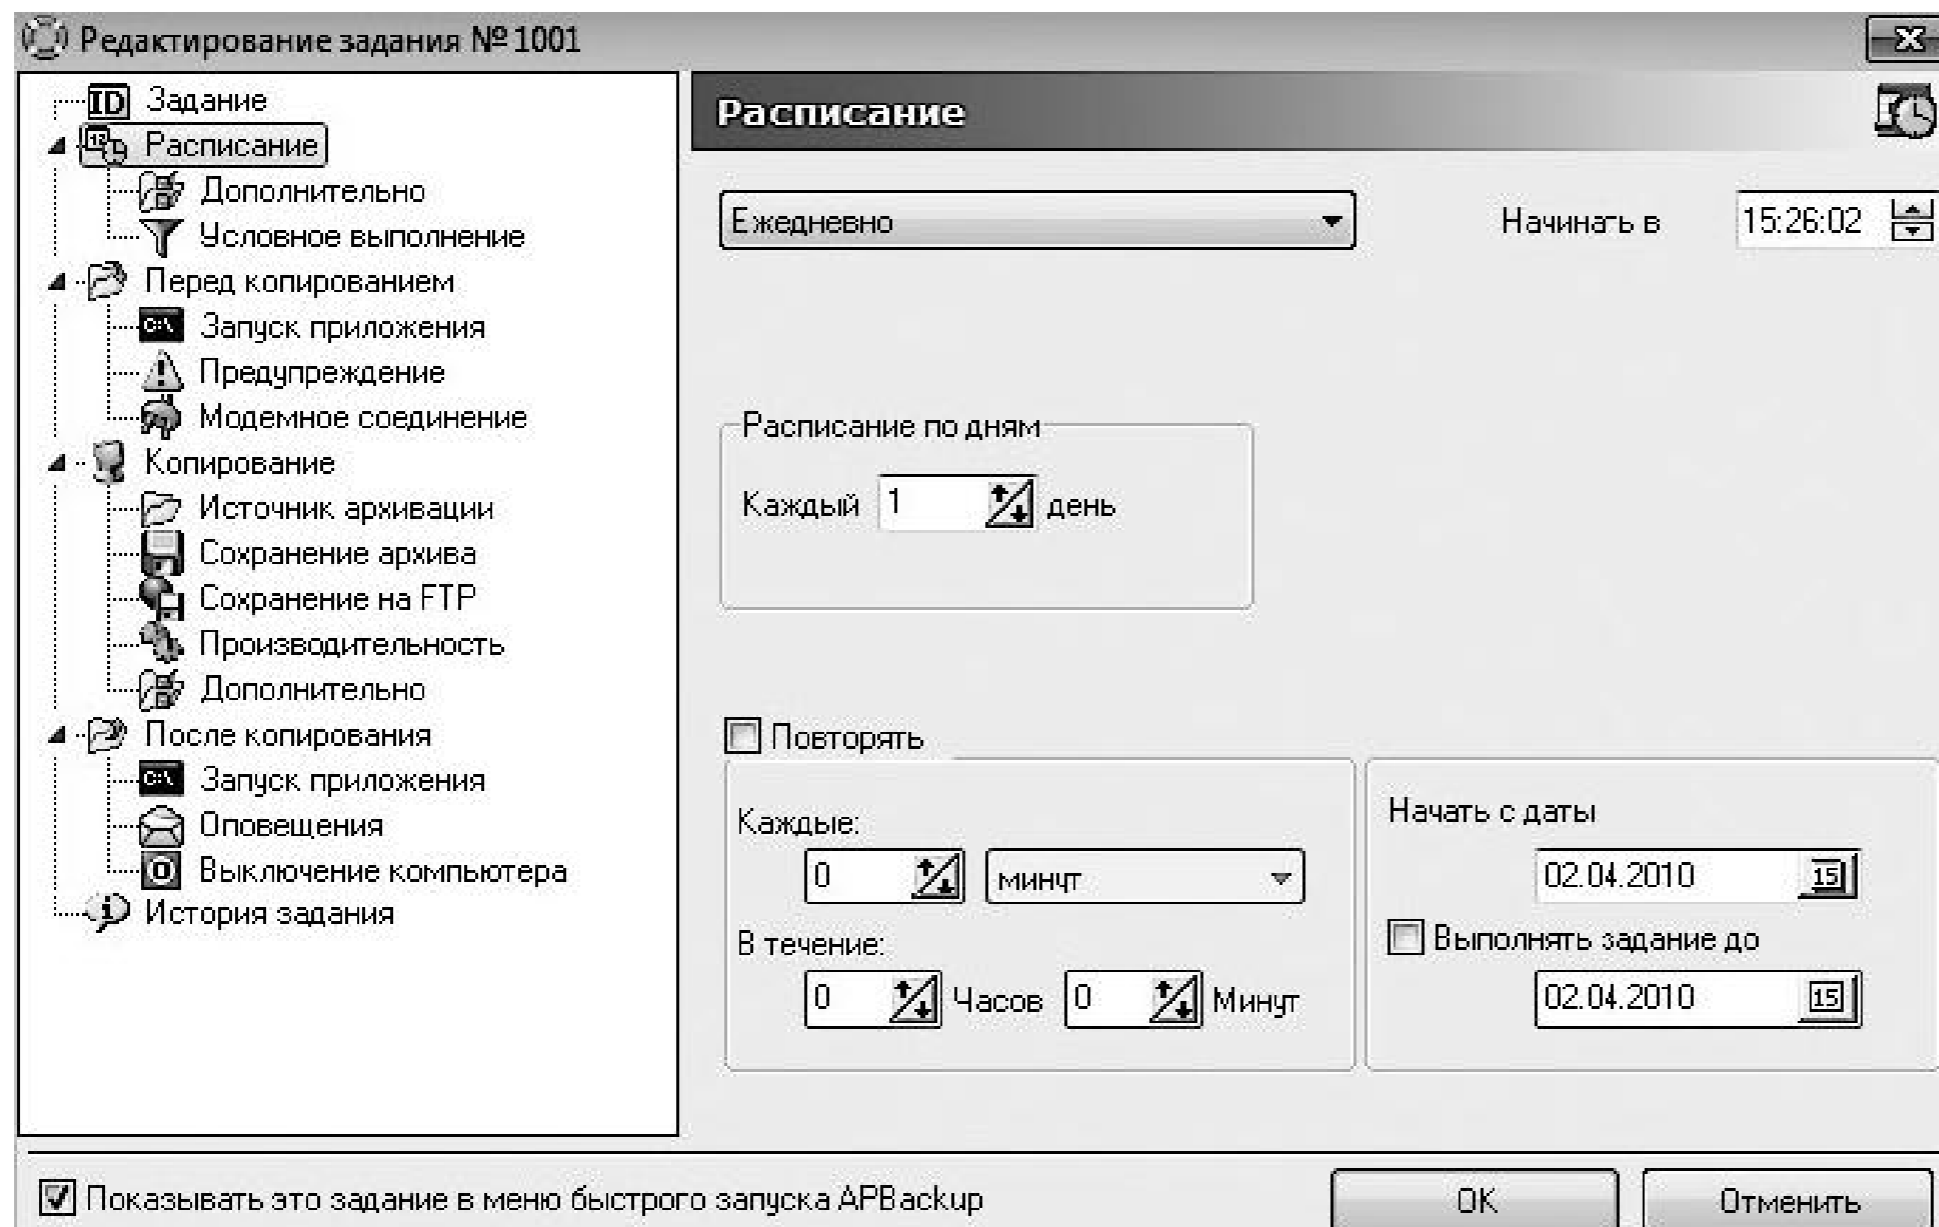 Редактирование задания № 1001
ID Задание
Расписание
Дополнительно
Условное выполнение
Перед копированием
C:\ Запуск приложения
Предупреждение
Модемное соединение
Копирование
Источник архивации
Сохранение архива
Сохранение на FTP
Производительность
Дополнительно
После копирования
C:\ Запуск приложения
Оповещения
Выключение компьютера
История задания
Расписание
Ежедневно
Начинать в 15:26:02
Расписание по дням
Каждый 1 день
Повторять
Каждые:
0 минут
В течение:
0 Часов 0 Минут
Начать с даты
02.04.2010 15
Выполнять задание до
02.04.2010 15
Показывать это задание в меню быстрого запуска APBackup
OK
Отменить